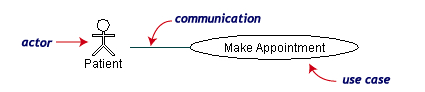 communication
actor
Make Appointment
Patient
use case